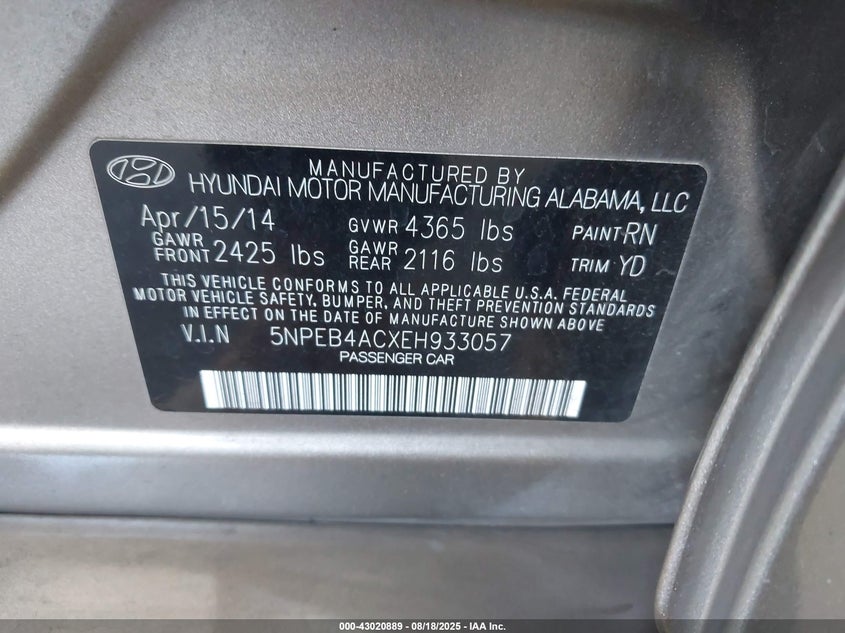 MANUFACTURED BY
HYUNDAI MOTOR MANUFACTURING ALABAMA, LLC
Apr/15/14 GVWR 4365 lbs PAINT RN
GAWR FRONT 2425 lbs GAWR REAR 2116 lbs TRIM YD
THIS VEHICLE CONFORMS TO ALL APPLICABLE U.S.A. FEDERAL
MOTOR VEHICLE SAFETY, BUMPER, AND THEFT PREVENTION STANDARDS
IN EFFECT ON THE DATE OF MANUFACTURE SHOWN ABOVE.
V.I.N 5NPEB4ACXEH933057
PASSENGER CAR
000-43020889 - 08/18/2025 - IAA Inc.